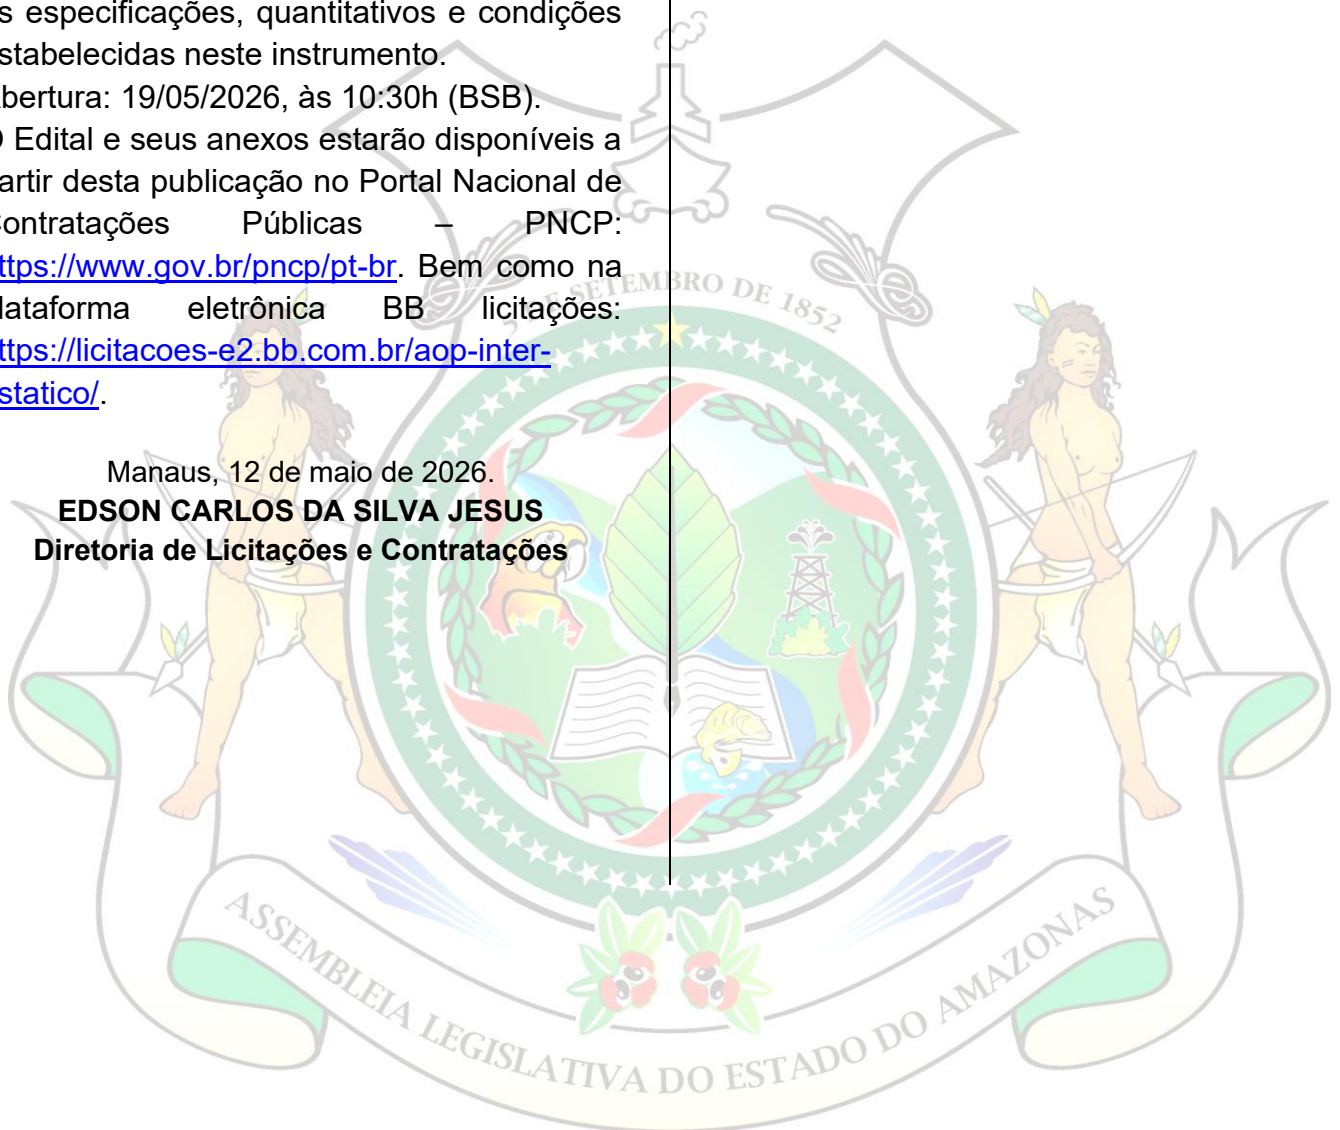 s especificações, quantitativos e condições
stabelecidas neste instrumento.
bertura: 19/05/2026, às 10:30h (BSB).
O Edital e seus anexos estarão disponíveis a
artir desta publicação no Portal Nacional de
Contratações Públicas – PNCP:
ttps://www.gov.br/pncp/pt-br. Bem como na
lataforma eletrônica BB licitações:
ttps://licitacoes-e2.bb.com.br/aop-inter-
statico/.
Manaus, 12 de maio de 2026.
EDSON CARLOS DA SILVA JESUS
Diretoria de Licitações e Contratações
SETEMBRO DE 1852
ASSEMBLEIA LEGISLATIVA DO ESTADO DO AMAZONAS